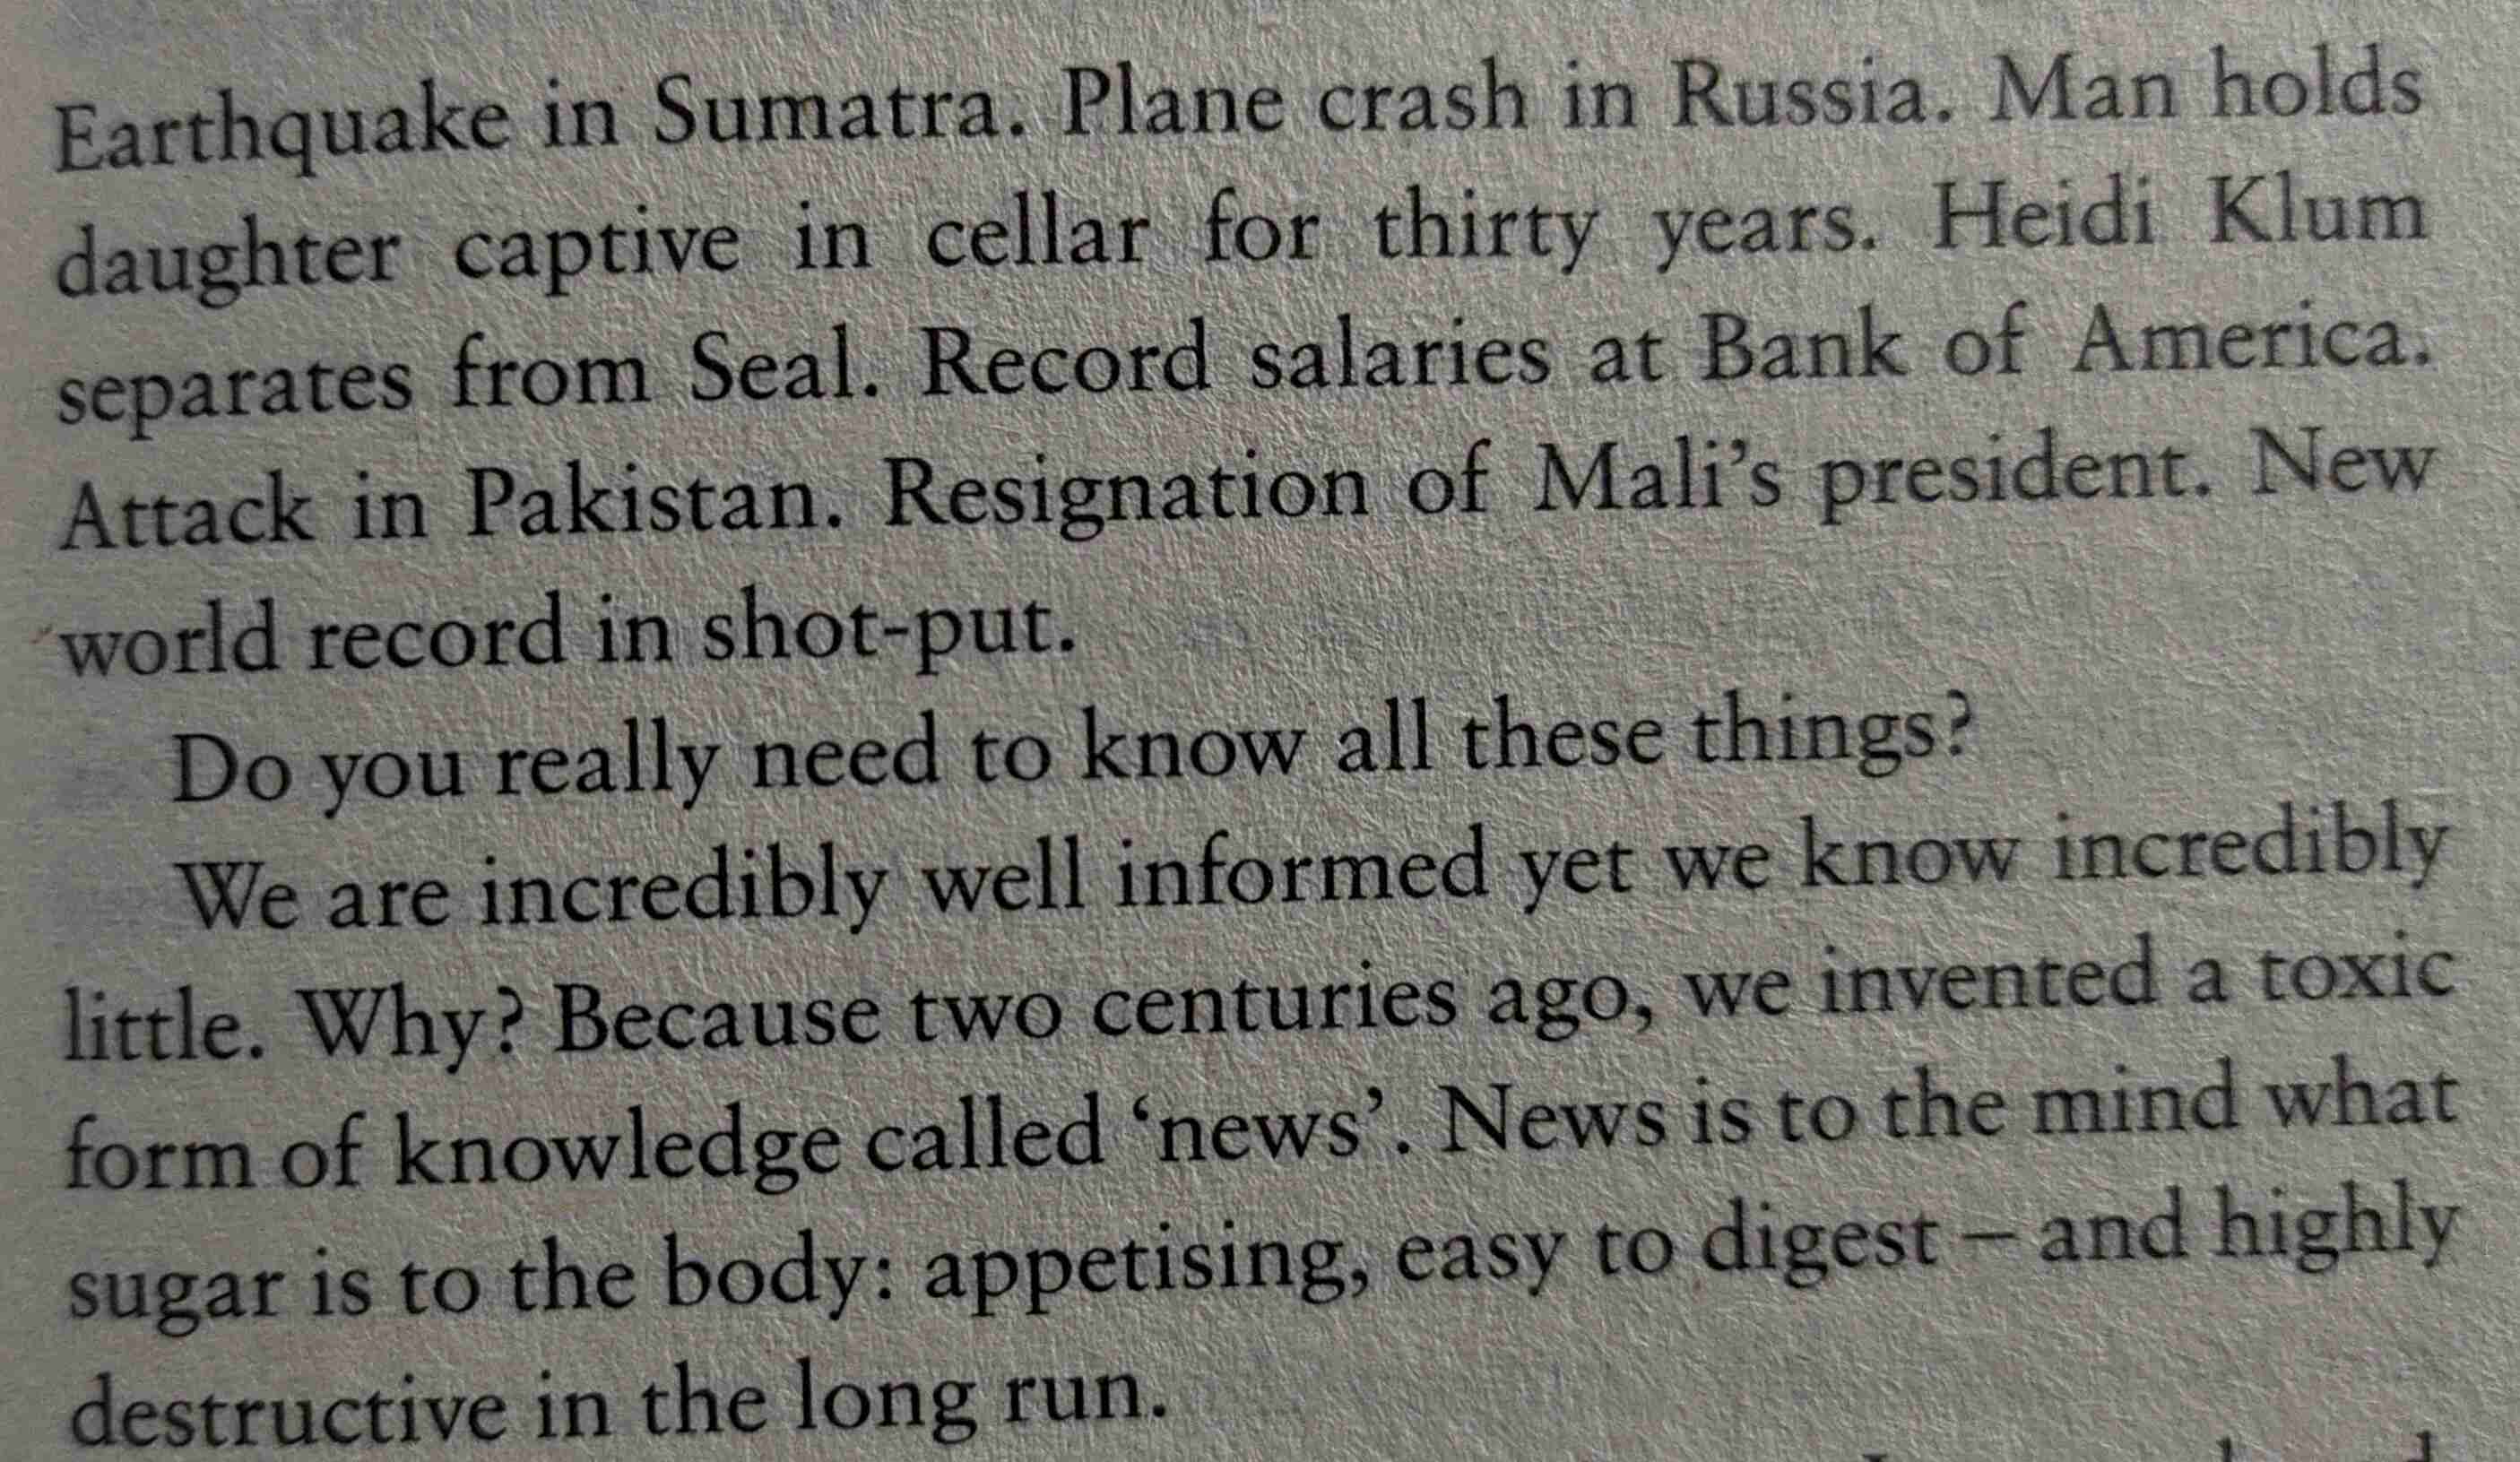 Earthquake in Sumatra. Plane crash in Russia. Man holds
daughter captive in cellar for thirty years. Heidi Klum
separates from Seal. Record salaries at Bank of America.
Attack in Pakistan. Resignation of Mali’s president. New
world record in shot-put.
Do you really need to know all these things?
We are incredibly well informed yet we know incredibly
little. Why? Because two centuries ago, we invented a toxic
form of knowledge called ‘news’. News is to the mind what
sugar is to the body: appetising, easy to digest – and highly
destructive in the long run.